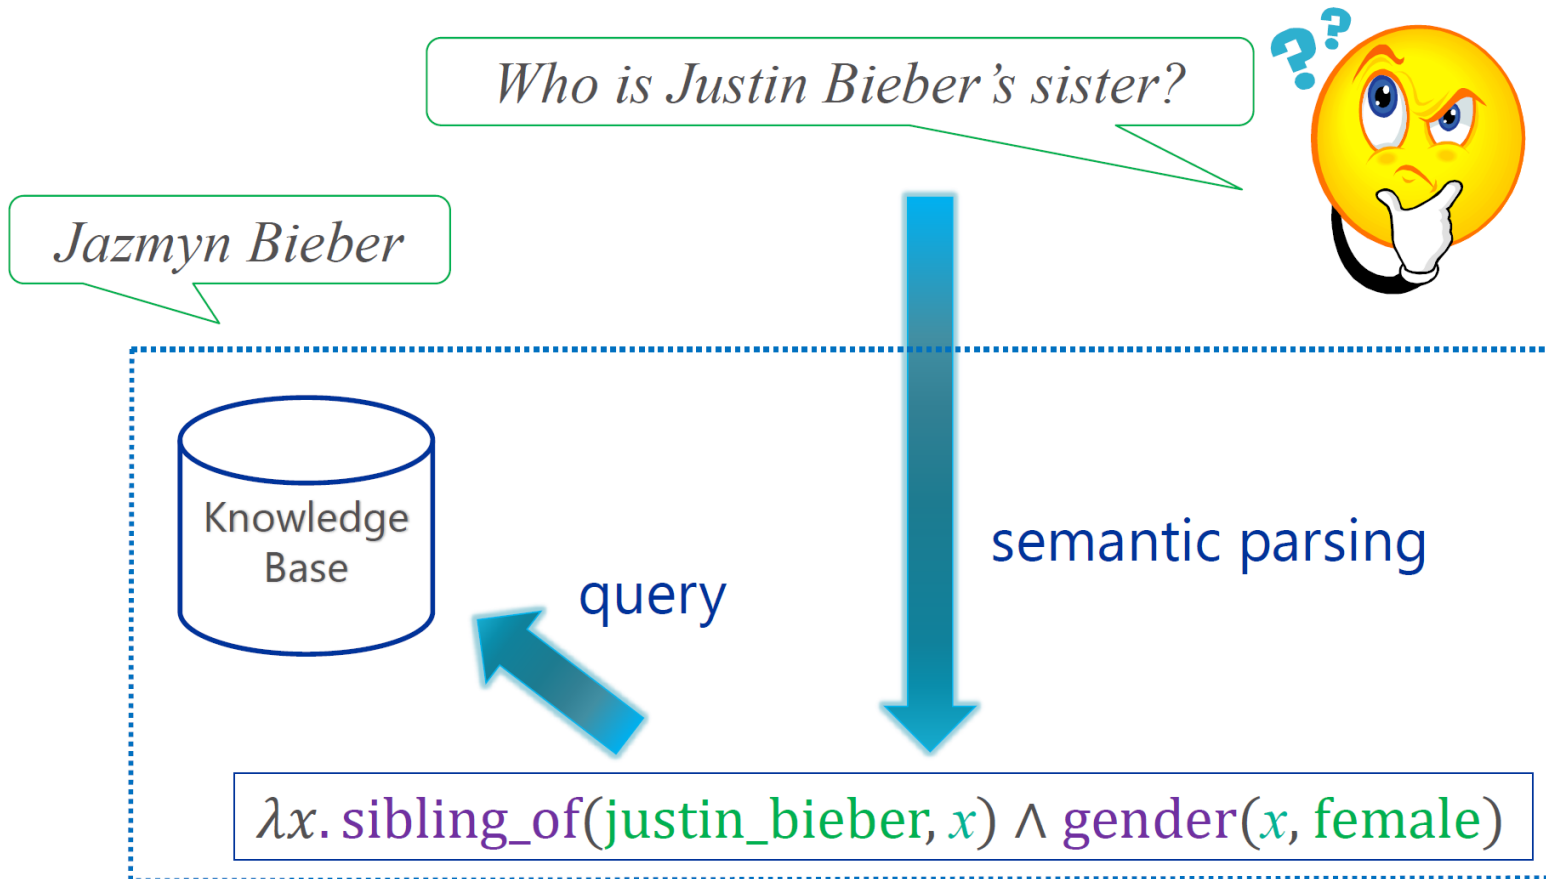 ??
Who is Justin Bieber’s sister?
Jazmyn Bieber
Knowledge
Base
query
semantic parsing
λx. sibling_of(justin_bieber, x) ∧ gender(x, female)